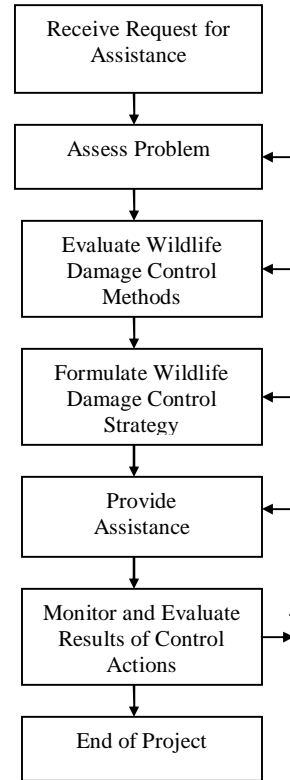 Receive Request for
Assistance
Assess Problem
Evaluate Wildlife
Damage Control
Methods
Formulate Wildlife
Damage Control
Strategy
Provide
Assistance
Monitor and Evaluate
Results of Control
Actions
End of Project